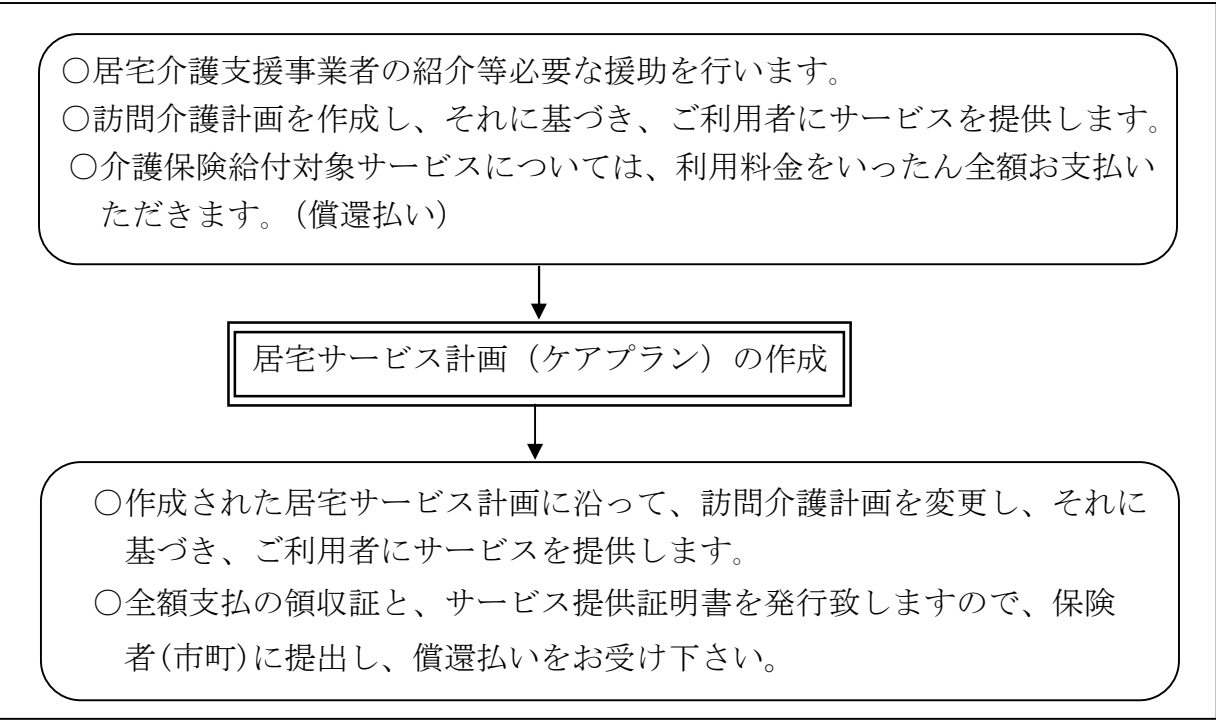 ○居宅介護支援事業者の紹介等必要な援助を行います。
○訪問介護計画を作成し、それに基づき、ご利用者にサービスを提供します。
○介護保険給付対象サービスについては、利用料金をいったん全額お支払い
ただきます。(償還払い)
居宅サービス計画（ケアプラン）の作成
○作成された居宅サービス計画に沿って、訪問介護計画を変更し、それに
基づき、ご利用者にサービスを提供します。
○全額支払の領収証と、サービス提供証明書を発行致しますので、保険
者(市町)に提出し、償還払いをお受け下さい。